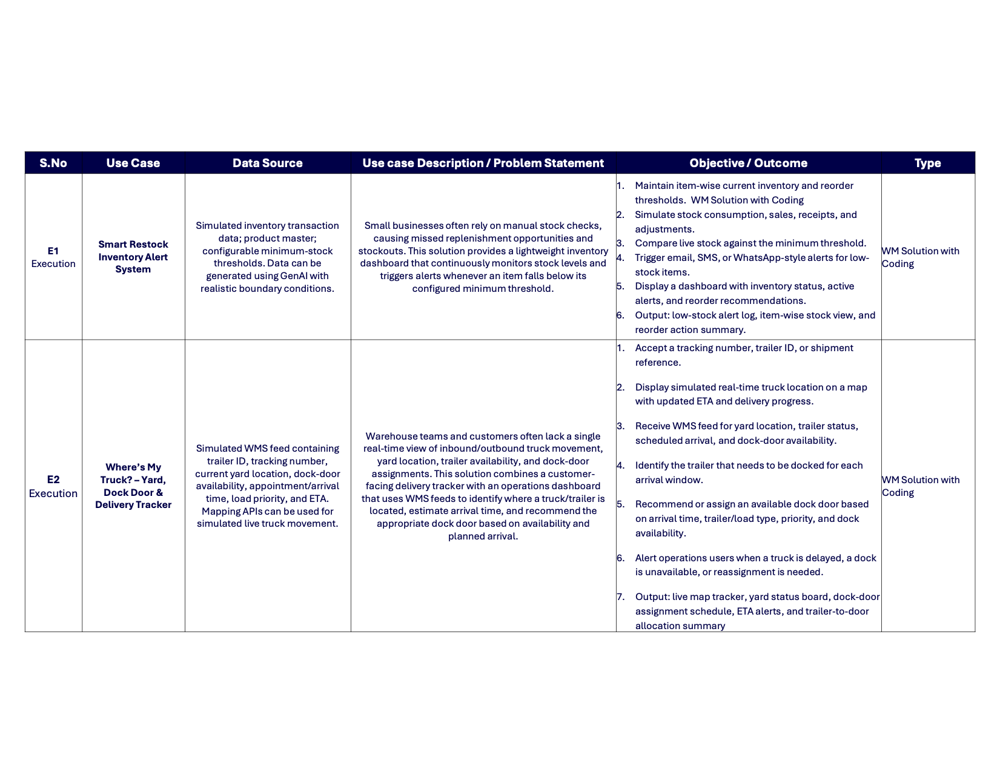 S.No Use Case Data Source Use case Description / Problem Statement Objective / Outcome Type
E1
Execution
Smart Restock
Inventory Alert
System
Simulated inventory transaction
data; product master;
configurable minimum-stock
thresholds. Data can be
generated using GenAI with
realistic boundary conditions.
Small businesses often rely on manual stock checks,
causing missed replenishment opportunities and
stockouts. This solution provides a lightweight inventory
dashboard that continuously monitors stock levels and
triggers alerts whenever an item falls below its
configured minimum threshold.
1. Maintain item-wise current inventory and reorder
thresholds.  WM Solution with Coding
2. Simulate stock consumption, sales, receipts, and
adjustments.
3. Compare live stock against the minimum threshold.
4. Trigger email, SMS, or WhatsApp-style alerts for low-
stock items.
5. Display a dashboard with inventory status, active
alerts, and reorder recommendations.
6. Output: low-stock alert log, item-wise stock view, and
reorder action summary.
WM Solution with
Coding
E2
Execution
Where’s My
Truck? – Yard,
Dock Door &
Delivery Tracker
Simulated WMS feed containing
trailer ID, tracking number,
current yard location, dock-door
availability, appointment/arrival
time, load priority, and ETA.
Mapping APIs can be used for
simulated live truck movement.
Warehouse teams and customers often lack a single
real-time view of inbound/outbound truck movement,
yard location, trailer availability, and dock-door
assignments. This solution combines a customer-
facing delivery tracker with an operations dashboard
that uses WMS feeds to identify where a truck/trailer is
located, estimate arrival time, and recommend the
appropriate dock door based on availability and
planned arrival.
1. Accept a tracking number, trailer ID, or shipment
reference.
2. Display simulated real-time truck location on a map
with updated ETA and delivery progress.
3. Receive WMS feed for yard location, trailer status,
scheduled arrival, and dock-door availability.
4. Identify the trailer that needs to be docked for each
arrival window.
5. Recommend or assign an available dock door based
on arrival time, trailer/load type, priority, and dock
availability.
6. Alert operations users when a truck is delayed, a dock
is unavailable, or reassignment is needed.
7. Output: live map tracker, yard status board, dock-door
assignment schedule, ETA alerts, and trailer-to-door
allocation summary
WM Solution with
Coding